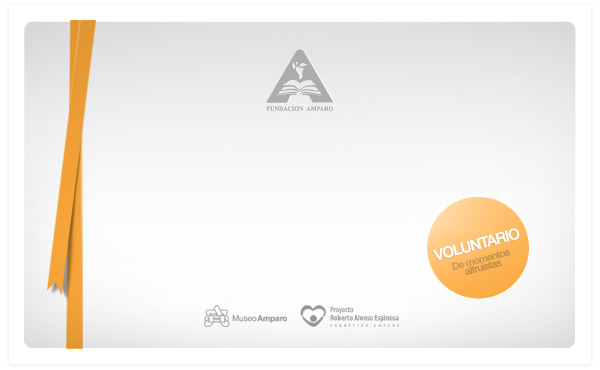 FUNDACION AMPARO
VOLUNTARIO
De momentos
altruistas
Museo Amparo
Proyecto
Roberto Alonso Espinosa
FUNDACION AMPARO